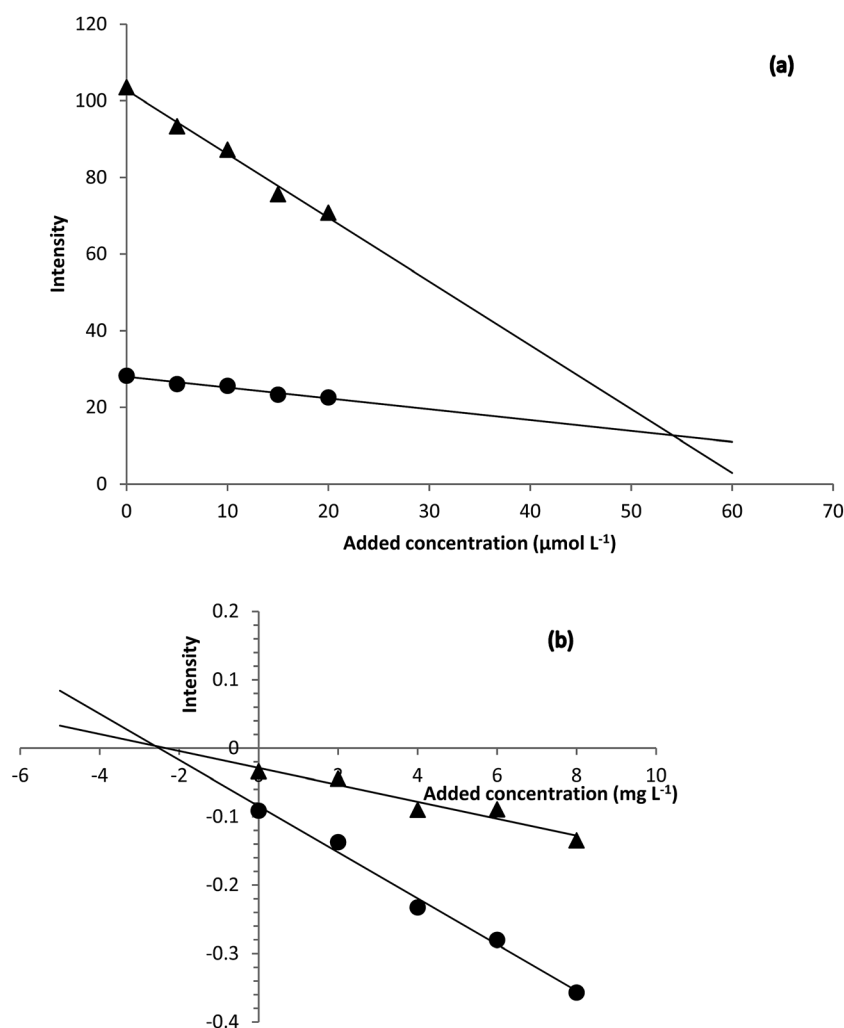 120
(a)
100
80
60
40
20
0
Intensity
0 10 20 30 40 50 60 70
Added concentration (µmol L-1)
0.2
(b)
0.1
0
-0.1
-0.2
-0.3
-0.4
Intensity
-6 -4 -2 0 2 4 6 8 10
Added concentration (mg L-1)